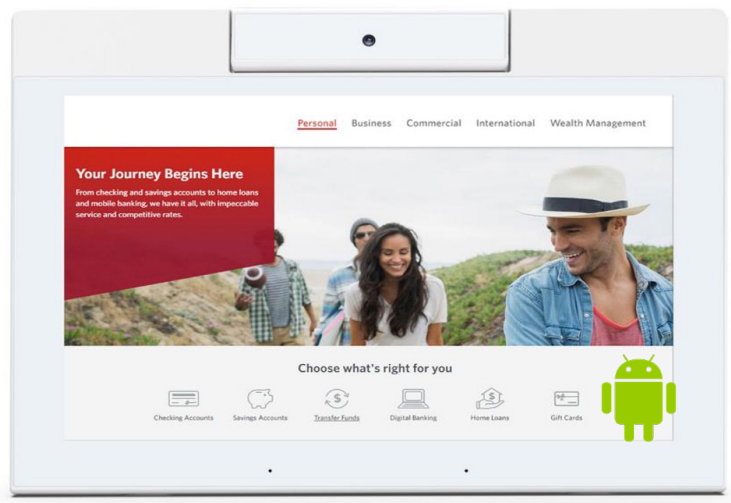 Personal Business Commercial International Wealth Management
Your Journey Begins Here
From checking and savings accounts to home loans
and mobile banking, we have it all, with impeccable
service and competitive rates.
Choose what's right for you
Checking Accounts Savings Accounts Transfer Funds Digital Banking Home Loans Gift Cards